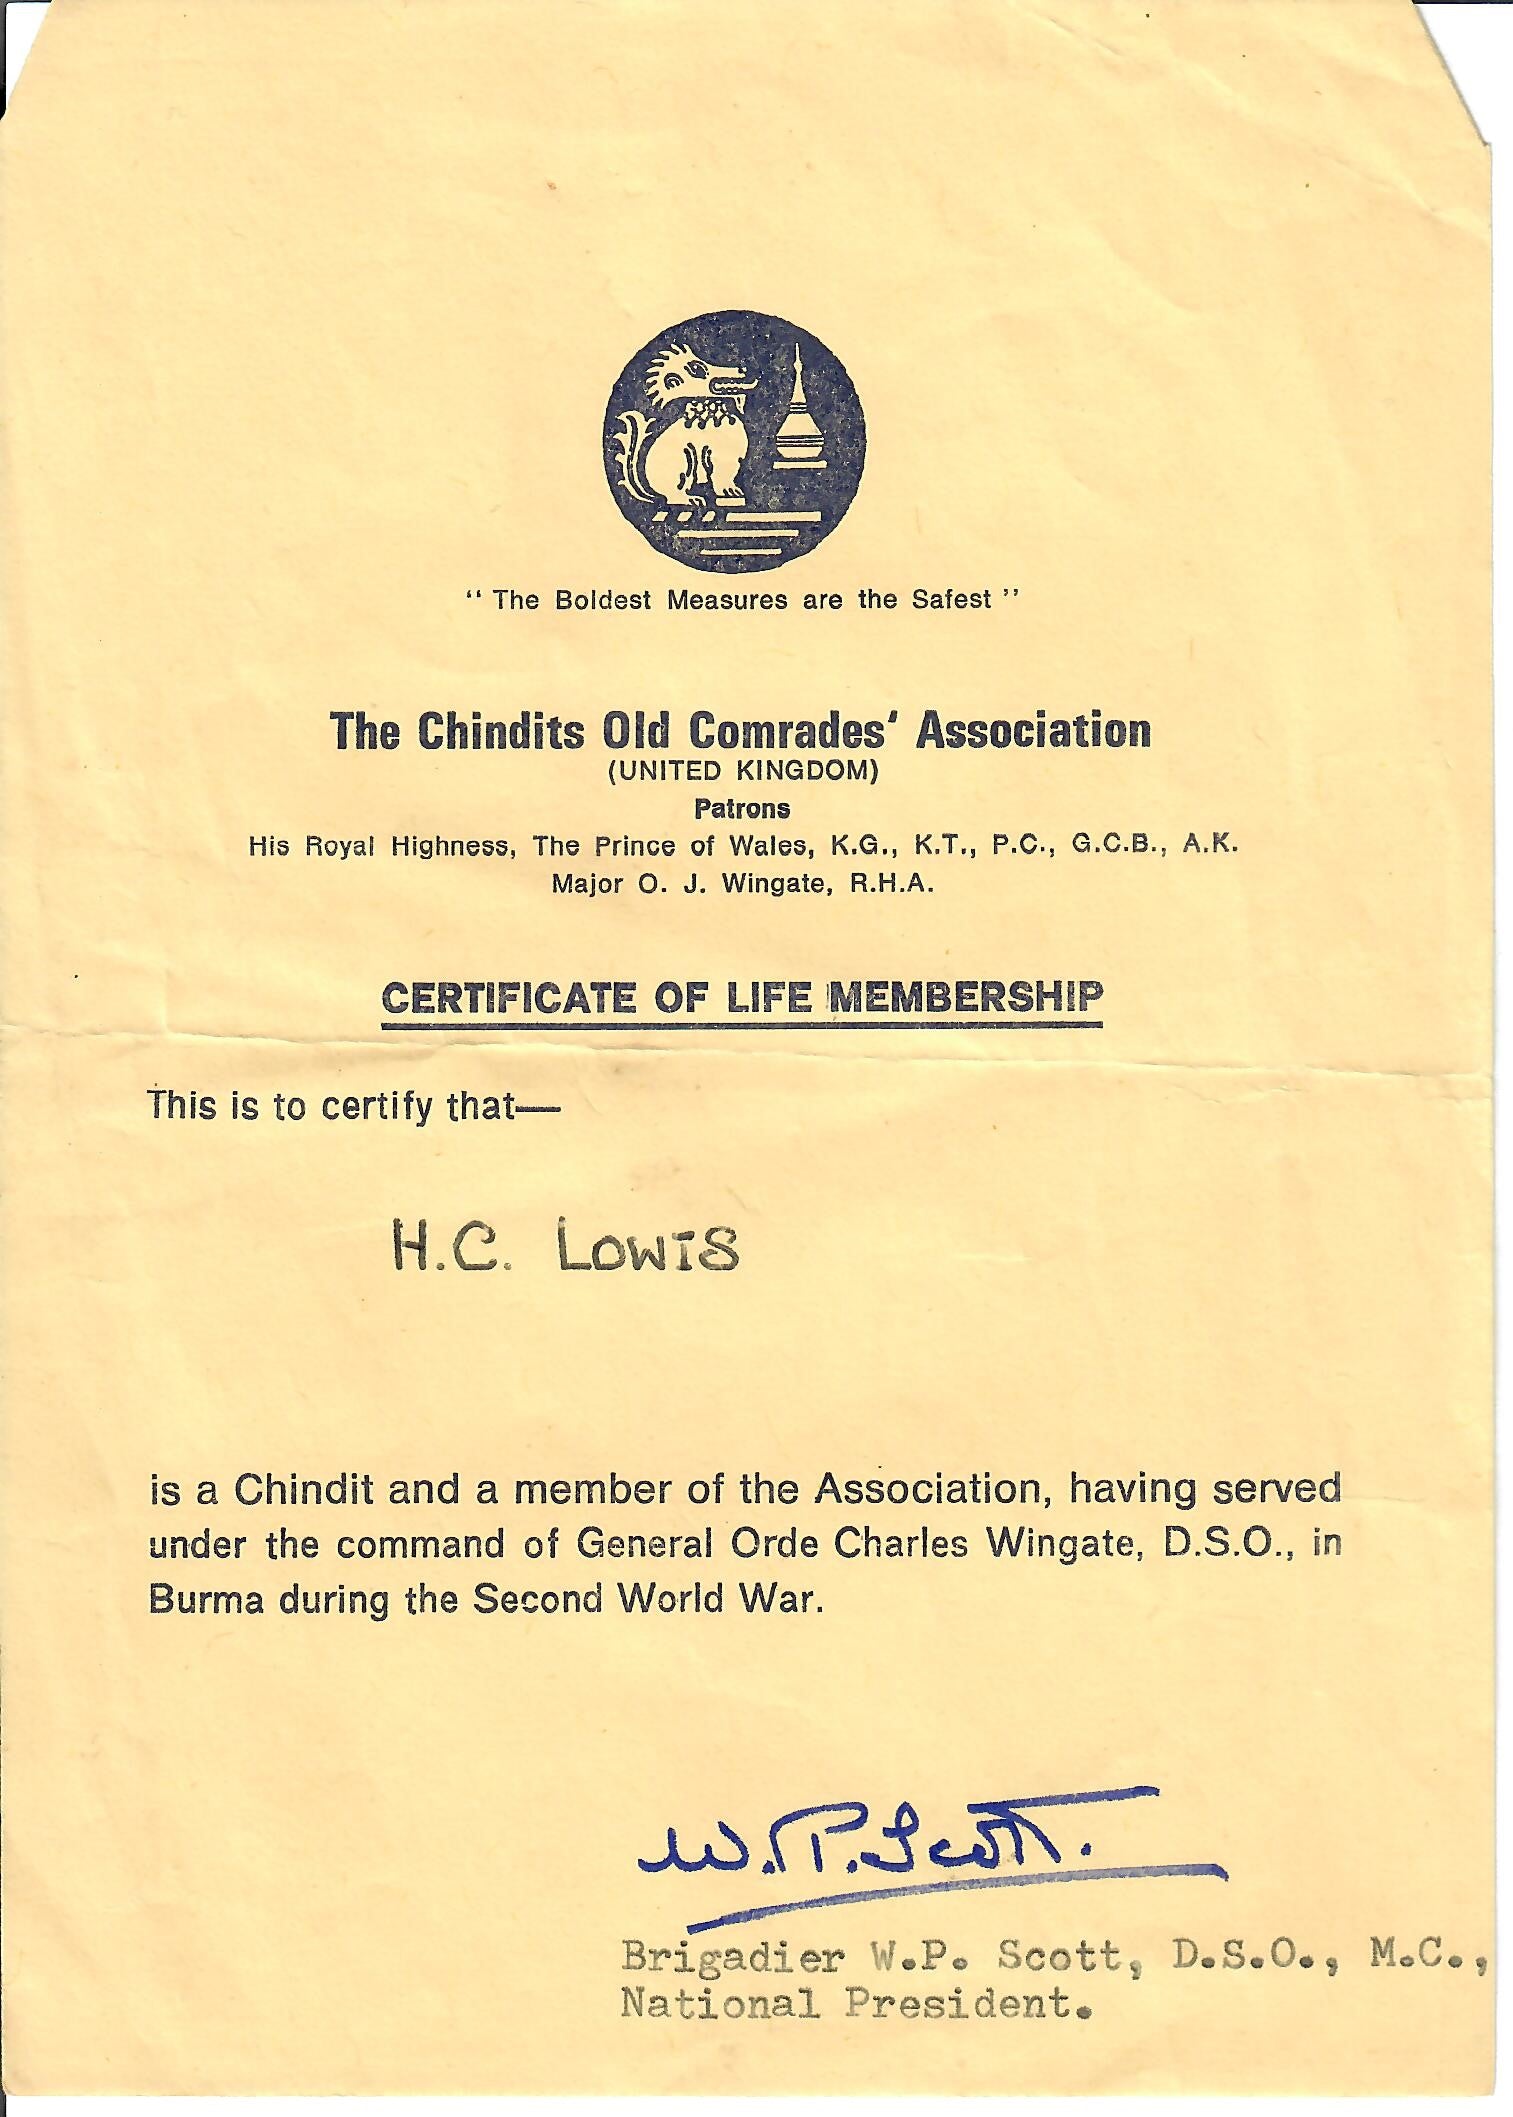 “ The Boldest Measures are the Safest ”
The Chindits Old Comrades' Association
(UNITED KINGDOM)
Patrons
His Royal Highness, The Prince of Wales, K.G., K.T., P.C., G.C.B., A.K.
Major O. J. Wingate, R.H.A.
CERTIFICATE OF LIFE MEMBERSHIP
This is to certify that—
H.C. LOWIS
is a Chindit and a member of the Association, having served
under the command of General Orde Charles Wingate, D.S.O., in
Burma during the Second World War.
W.P. Scott.
Brigadier W.P. Scott, D.S.O., M.C.,
National President.